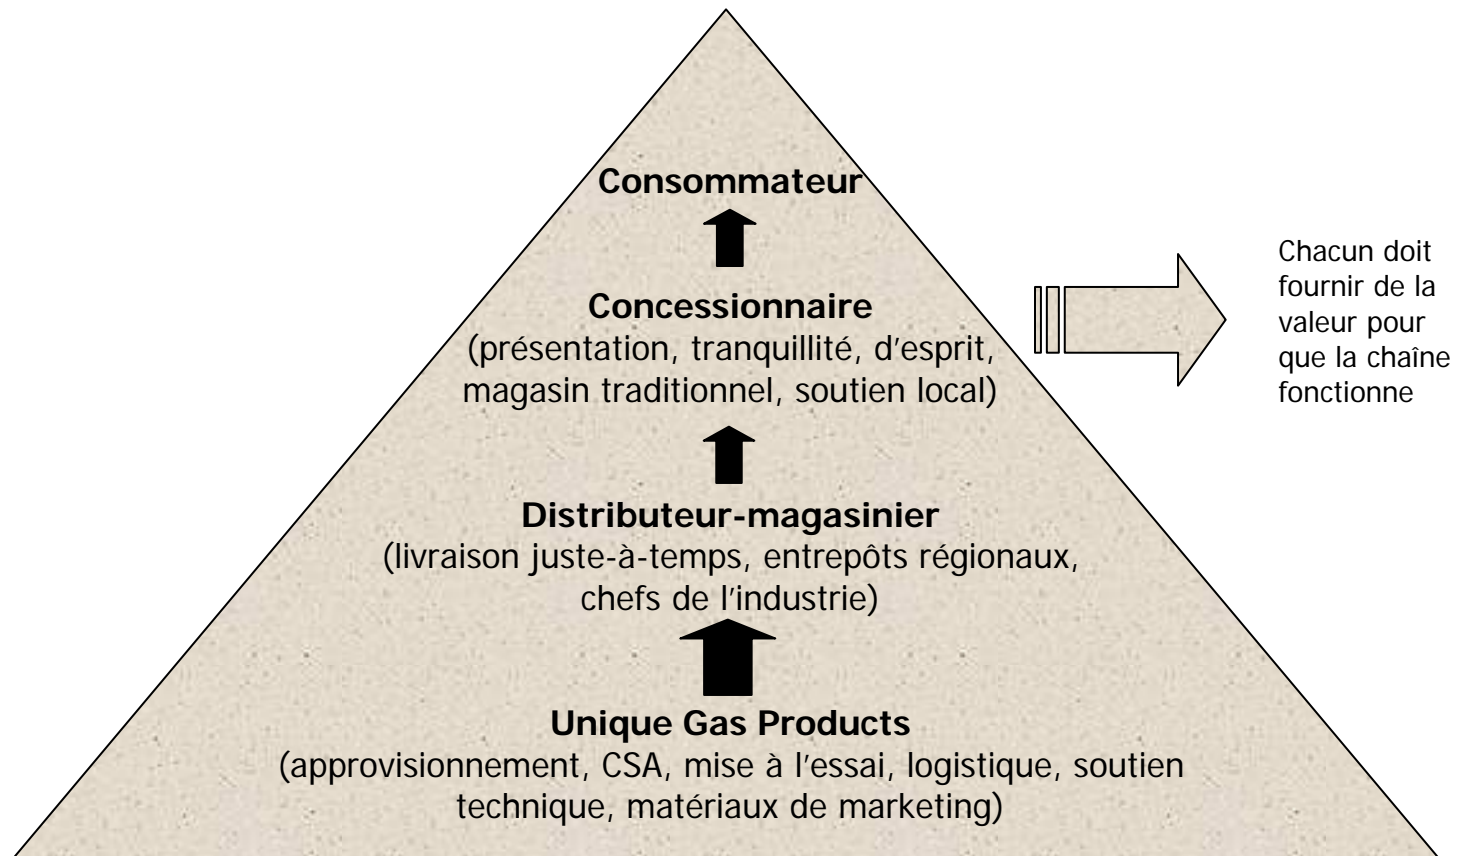 Consommateur
Concessionnaire
(présentation, tranquillité, d'esprit,
magasin traditionnel, soutien local)
Chacun doit
fournir de la
valeur pour
que la chaîne
fonctionne
Distributeur-magasinier
(livraison juste-à-temps, entrepôts régionaux,
chefs de l'industrie)
Unique Gas Products
(approvisionnement, CSA, mise à l'essai, logistique, soutien
technique, matériaux de marketing)